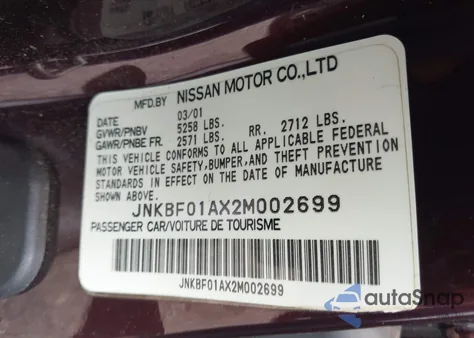 MFD.BY NISSAN MOTOR CO.,LTD
DATE 03/01
GVWR/PNBV 5258 LBS.
GAWR/PNBE FR. 2571 LBS. RR. 2712 LBS.
THIS VEHICLE CONFORMS TO ALL APPLICABLE FEDERAL
MOTOR VEHICLE SAFETY, BUMPER, AND THEFT PREVENTION
STANDARDS IN EFFECT ON THE DATE OF MANUFACTURE
SHOWN ABOVE.
JNKBF01AX2M002699
PASSENGER CAR/VOITURE DE TOURISME
JNKBF01AX2M002699
autoSnap